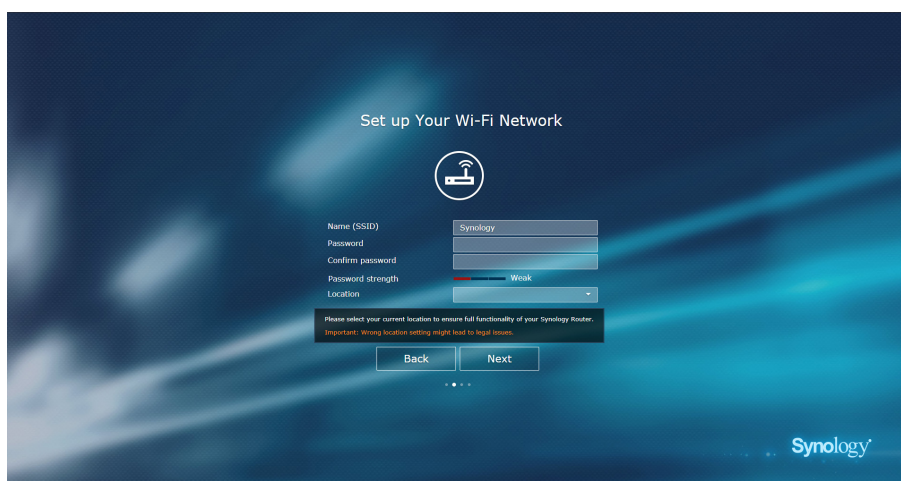 Set up Your Wi-Fi Network
Name (SSID)
Synology
Password
Confirm password
Password strength
Weak
Location
Please select your current location to ensure full functionality of your Synology Router.
Important: Wrong location setting might lead to legal issues.
Back
Next
Synology